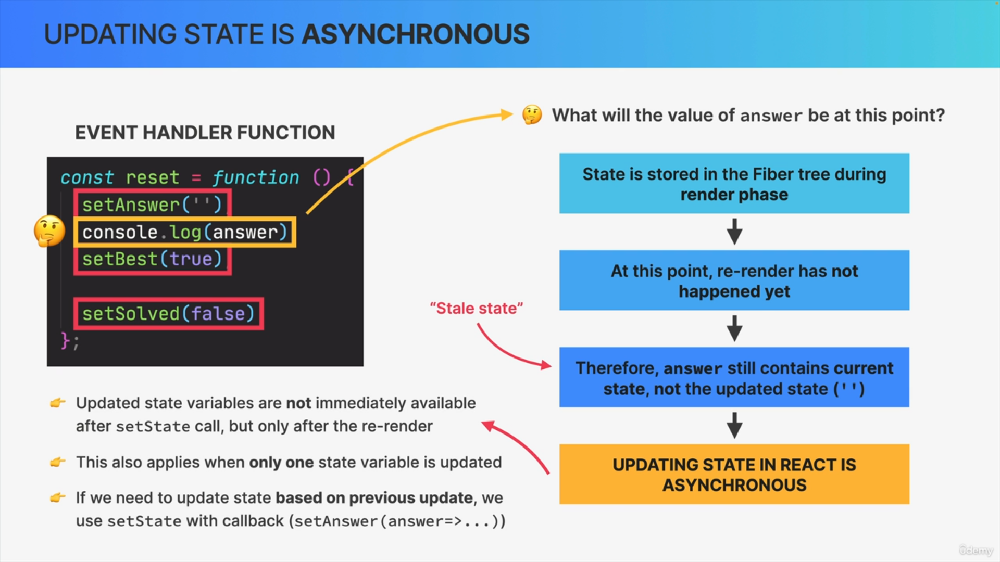 UPDATING STATE IS ASYNCHRONOUS
EVENT HANDLER FUNCTION
const reset = function () {
setAnswer('')
console.log(answer)
setBest(true)
setSolved(false)
};
What will the value of answer be at this point?
State is stored in the Fiber tree during
render phase
At this point, re-render has not
happened yet
“Stale state”
Therefore, answer still contains current
state, not the updated state ('')
UPDATING STATE IN REACT IS
ASYNCHRONOUS
Updated state variables are not immediately available
after setState call, but only after the re-render
This also applies when only one state variable is updated
If we need to update state based on previous update, we
use setState with callback (setAnswer(answer=>...))
ûdemy